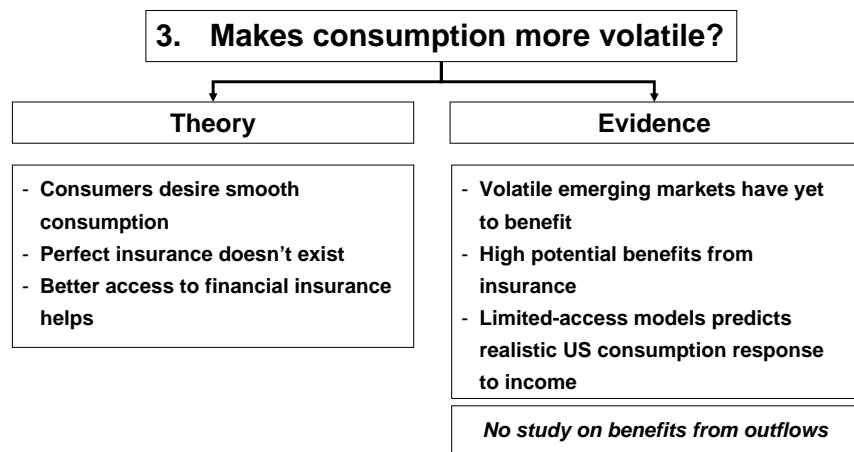 3. Makes consumption more volatile?
Theory
- Consumers desire smooth
consumption
- Perfect insurance doesn't exist
- Better access to financial insurance
helps
Evidence
- Volatile emerging markets have yet
to benefit
- High potential benefits from
insurance
- Limited-access models predicts
realistic US consumption response
to income
No study on benefits from outflows